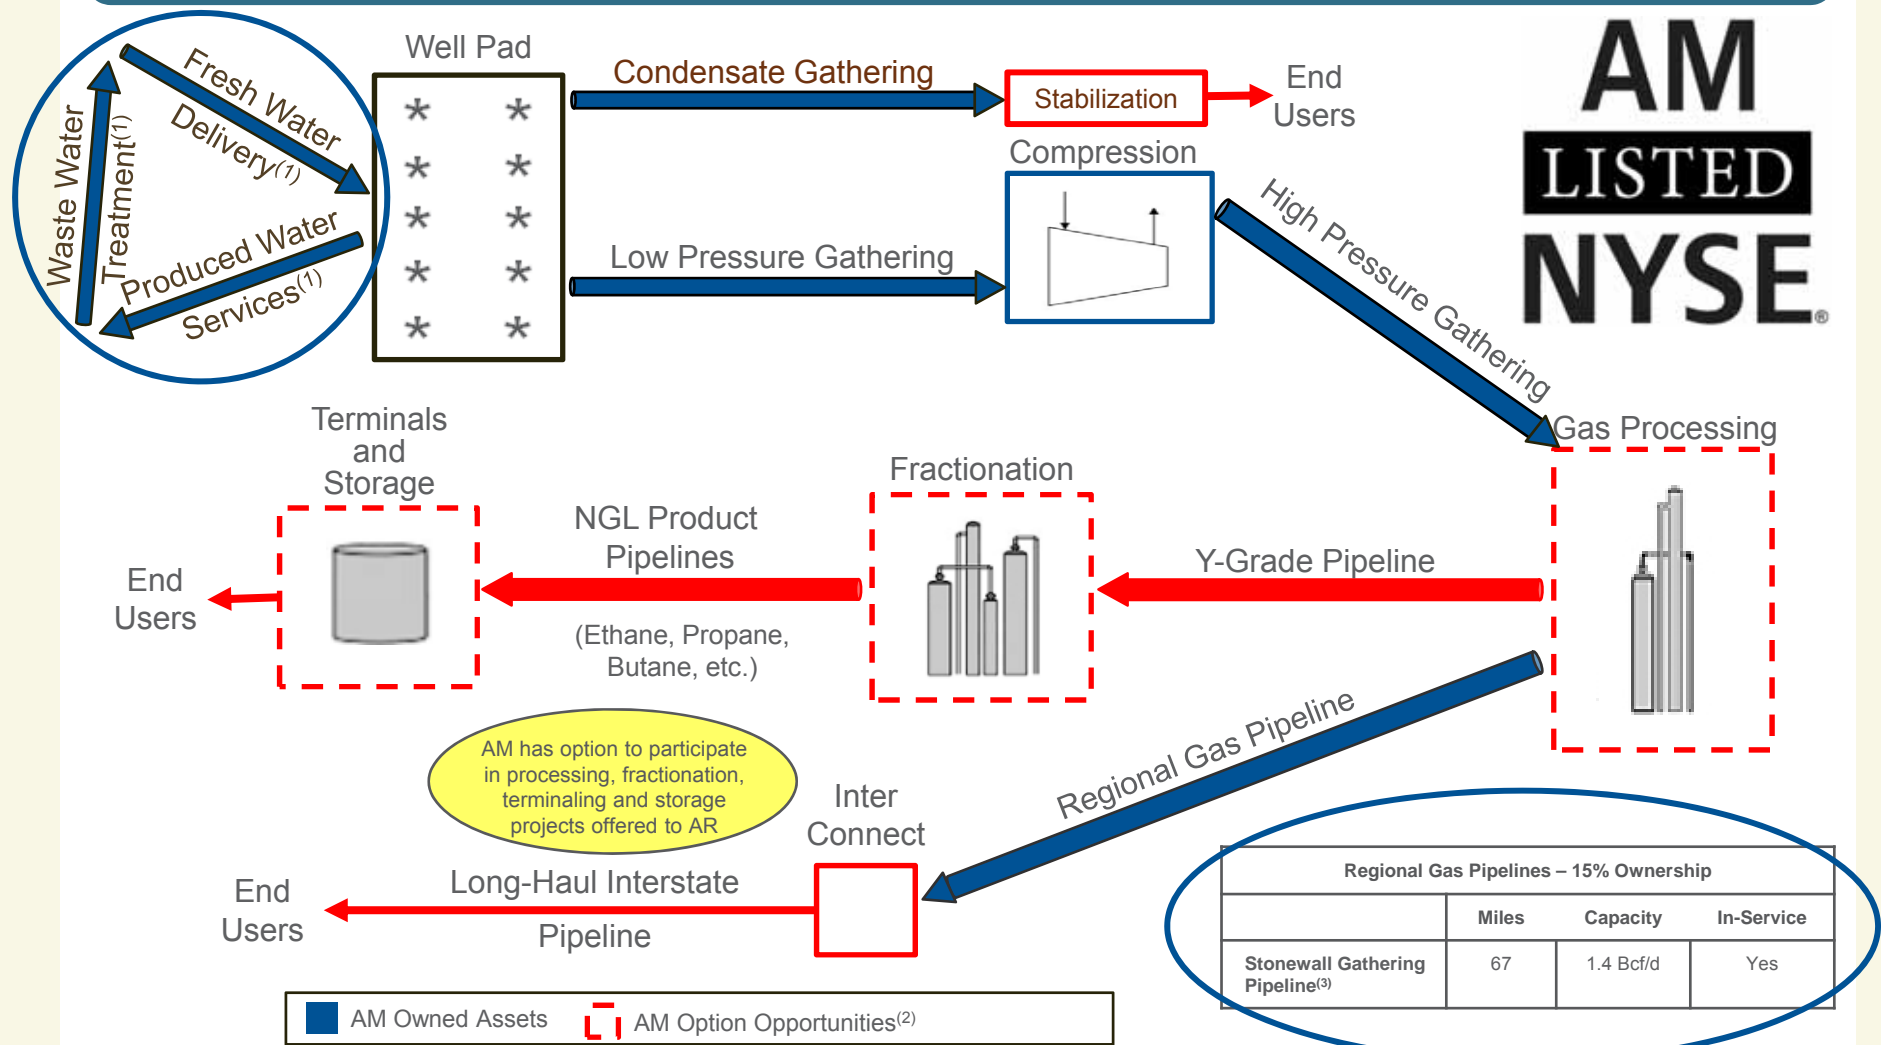 Well Pad
Fresh Water
Delivery(1)
Waste Water
Treatment(1)
Produced Water
Services(1)
Condensate Gathering
Stabilization
End
Users
Compression
Low Pressure Gathering
High Pressure Gathering
AM
LISTED
NYSE®
Gas Processing
Terminals
and
Storage
Fractionation
NGL Product
Pipelines
(Ethane, Propane,
Butane, etc.)
Y-Grade Pipeline
End
Users
Regional Gas Pipeline
AM has option to participate
in processing, fractionation,
terminaling and storage
projects offered to AR
Inter
Connect
Long-Haul Interstate
Pipeline
End
Users
Regional Gas Pipelines – 15% Ownership
Miles Capacity In-Service
Stonewall Gathering
Pipeline(3) 67 1.4 Bcf/d Yes
AM Owned Assets AM Option Opportunities(2)